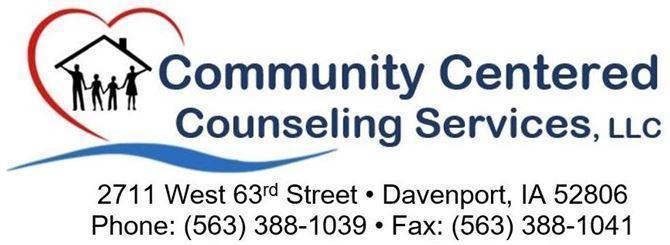 Community Centered
Counseling Services, LLC
2711 West 63rd Street • Davenport, IA 52806
Phone: (563) 388-1039 • Fax: (563) 388-1041